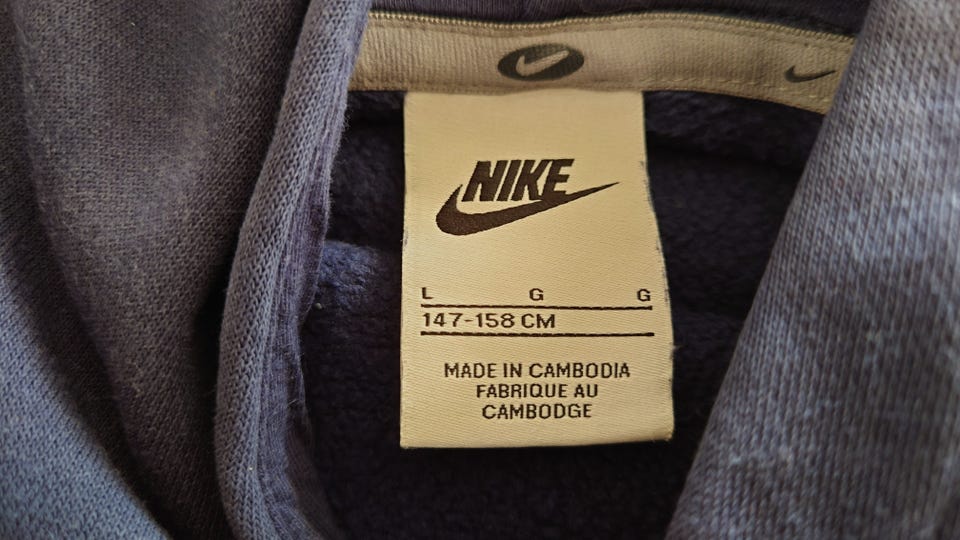 NIKE
L G G
147-158 CM
MADE IN CAMBODIA
FABRIQUE AU
CAMBODGE